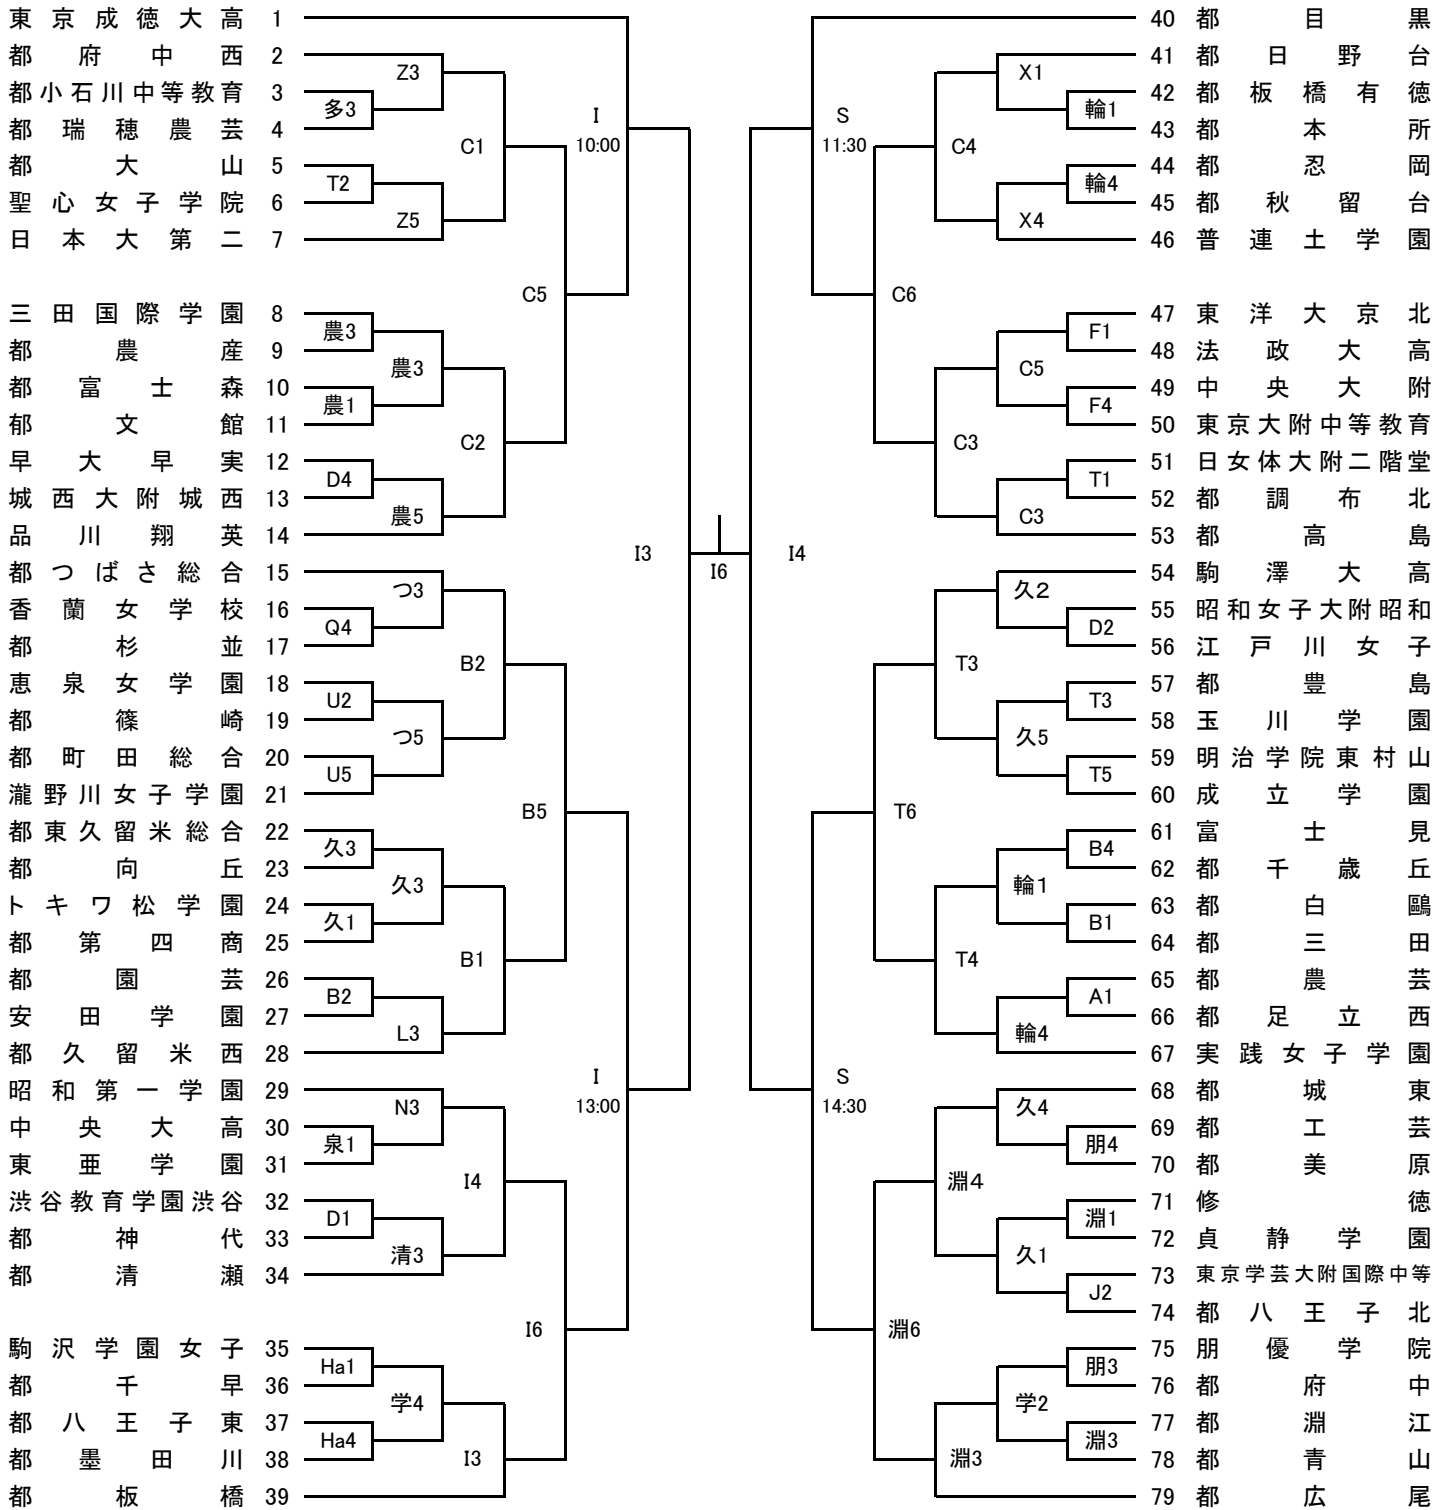 東京成徳大高 1
都府中西 2
都小石川中等教育 3
都瑞穂農芸 4
都大山 5
聖心女子学院 6
日本大第二 7
三田国際学園 8
都農産 9
都富士森 10
郁文館 11
早大早実 12
城西大附城西 13
品川翔英 14
都つばさ総合 15
香蘭女学校 16
都杉並 17
恵泉女学園 18
都篠崎 19
都町田総合 20
瀧野川女子学園 21
都東久留米総合 22
都向丘 23
トキワ松学園 24
都第四商 25
都園芸 26
安田学園 27
都久留米西 28
昭和第一学園 29
中央大高 30
東亜学園 31
渋谷教育学園渋谷 32
都神代 33
都清瀬 34
駒沢学園女子 35
都千早 36
都八王子東 37
都墨田川 38
都板橋 39
多3
T2
農3
農1
D4
Q4
U2
U5
久3
久1
B2
泉1
D1
Ha1
Ha4
Z3
Z5
農3
農5
つ3
つ5
久3
L3
N3
清3
学4
C1
C2
B2
B1
I4
I3
C5
B5
I6
I
10:00
I
13:00
I3
I6
I4
S
11:30
S
14:30
C6
T6
淵6
C4
C3
T3
T4
淵4
淵3
X1
X4
C5
C3
久2
久5
輪1
輪4
久4
久1
学2
輪1
輪4
F1
F4
T1
D2
T3
T5
B4
B1
A1
朋4
淵1
J2
朋3
淵3
40 都目黒
41 都日野台
42 都板橋有徳
43 都本所
44 都忍岡
45 都秋留台
46 普連土学園
47 東洋大京北
48 法政大高
49 中央大附
50 東京大附中等教育
51 日女体大附二階堂
52 都調布北
53 都高島
54 駒澤大高
55 昭和女子大附昭和
56 江戸川女子
57 都豊島
58 玉川学園
59 明治学院東村山
60 成立学園
61 富士見
62 都千歳丘
63 都白鷗
64 都三田
65 都農芸
66 都足立西
67 実践女子学園
68 都城東
69 都工芸
70 都美原
71 修徳
72 貞静学園
73 東京学芸大附国際中等
74 都八王子北
75 朋優学院
76 都府中
77 都淵江
78 都青山
79 都広尾